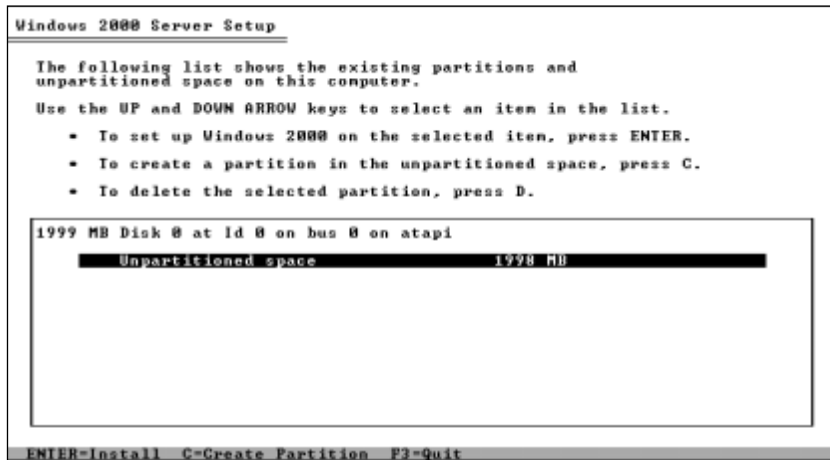 Windows 2000 Server Setup
The following list shows the existing partitions and
unpartitioned space on this computer.
Use the UP and DOWN ARROW keys to select an item in the list.
• To set up Windows 2000 on the selected item, press ENTER.
• To create a partition in the unpartitioned space, press C.
• To delete the selected partition, press D.
1999 MB Disk 0 at Id 0 on bus 0 on atapi
Unpartitioned space 1998 MB
ENTER=Install C=Create Partition F3=Quit